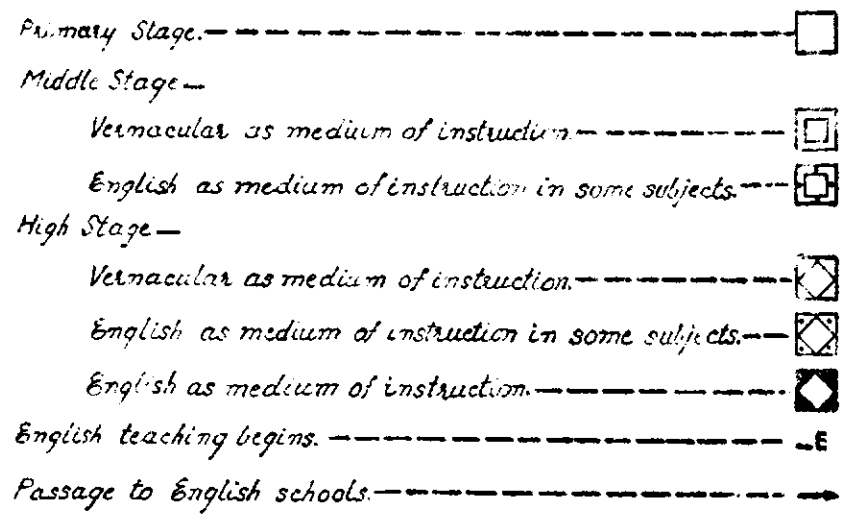 Primary Stage.
Middle Stage—
Vernacular as medium of instruction.
English as medium of instruction in some subjects.
High Stage—
Vernacular as medium of instruction.
English as medium of instruction in some subjects.
English as medium of instruction.
English teaching begins. E
Passage to English schools.